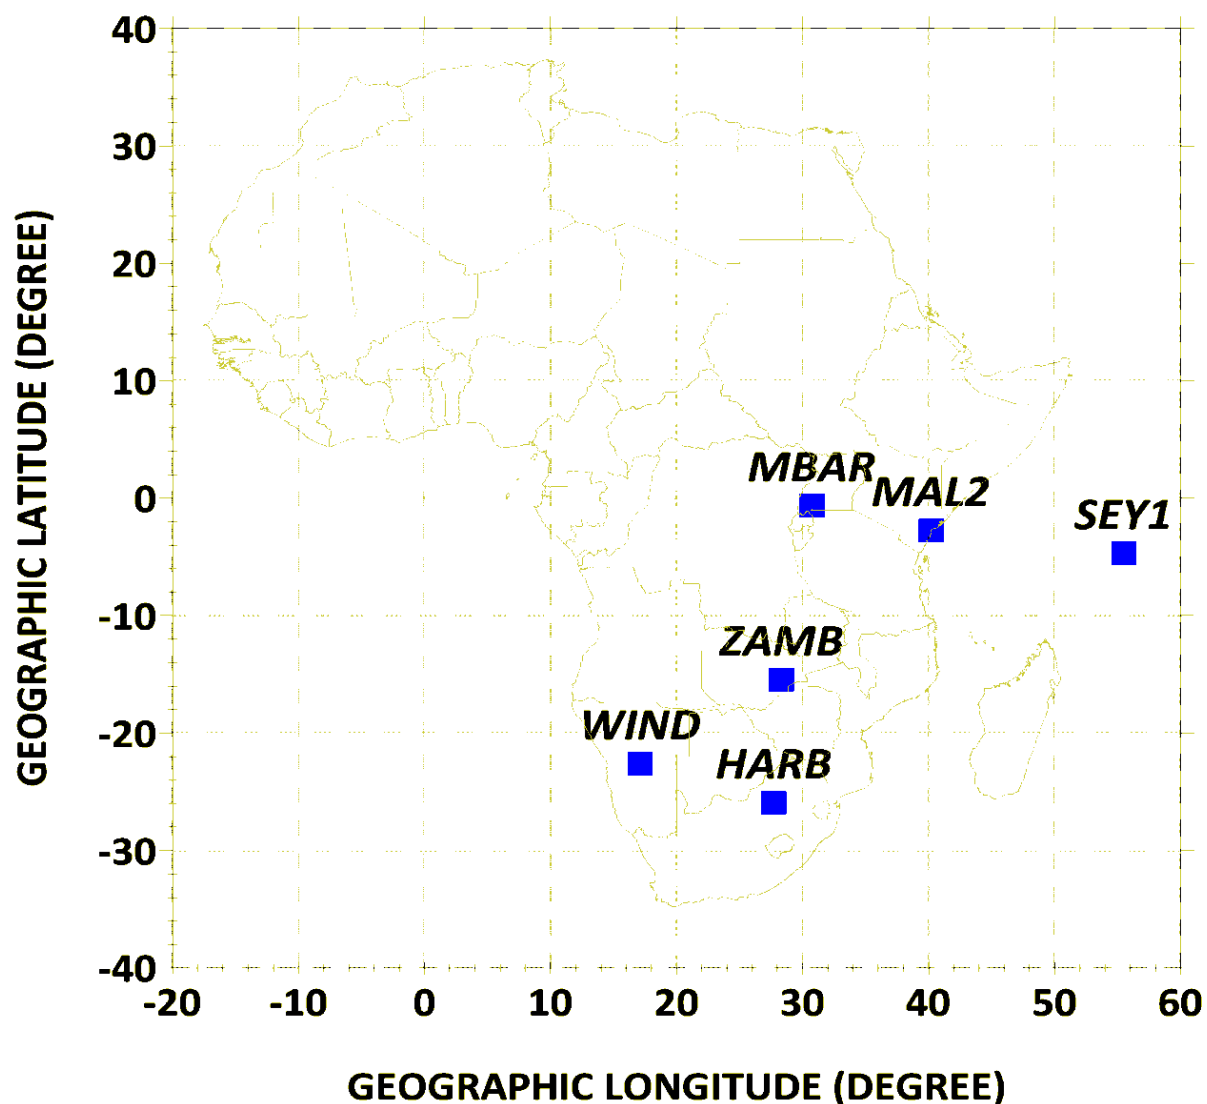 GEOGRAPHIC LATITUDE (DEGREE)
40
30
20
10
0
-10
-20
-30
-40
MBAR
MAL2
SEY1
ZAMB
WIND
HARB
-20 -10 0 10 20 30 40 50 60
GEOGRAPHIC LONGITUDE (DEGREE)